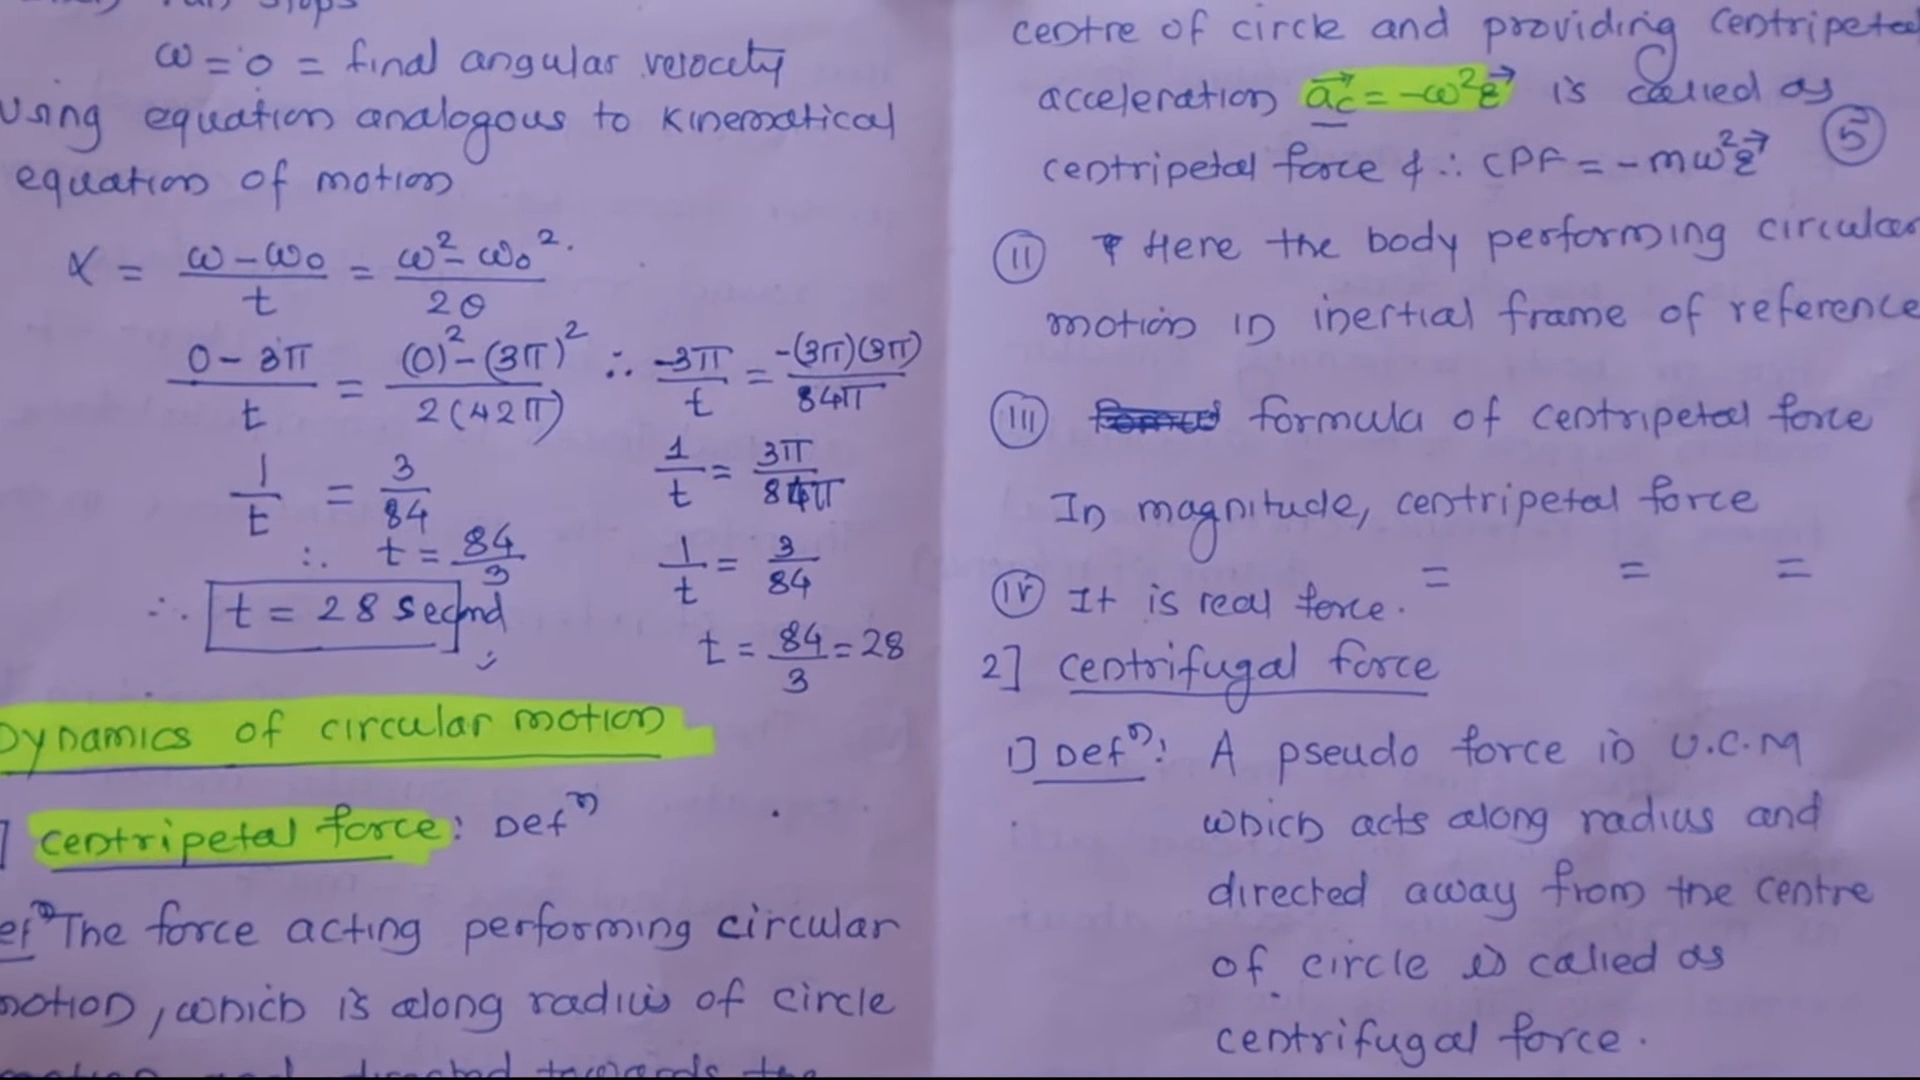 stops
ω = 0 = final angular velocity
Using equation analogous to kinematical
equation of motion
α = ω - ω₀ / t = ω² - ω₀² / 2θ
0 - 3π / t = (0)² - (3π)² / 2(42π) ∴ -3π / t = -(3π)(3π) / 84π
1/t = 3/84
1/t = 3π / 84π
∴ t = 84/3
1/t = 3/84
∴ t = 28 second
t = 84/3 = 28
Dynamics of circular motion
] centripetal force: Defⁿ
efⁿ The force acting performing circular
motion, which is along radius of circle
directed towards the
centre of circle and providing centripetal
acceleration a⃗c = -ω²r⃗ is called as
centripetal force & ∴ CPF = -mω²r⃗
5
(II) Here the body performing circular
motion in inertial frame of reference
(III) formula of centripetal force
In magnitude, centripetal force
= = =
(IV) It is real force.
2] centrifugal force
1] Defⁿ: A pseudo force in U.C.M
which acts along radius and
directed away from the centre
of circle is called as
centrifugal force.